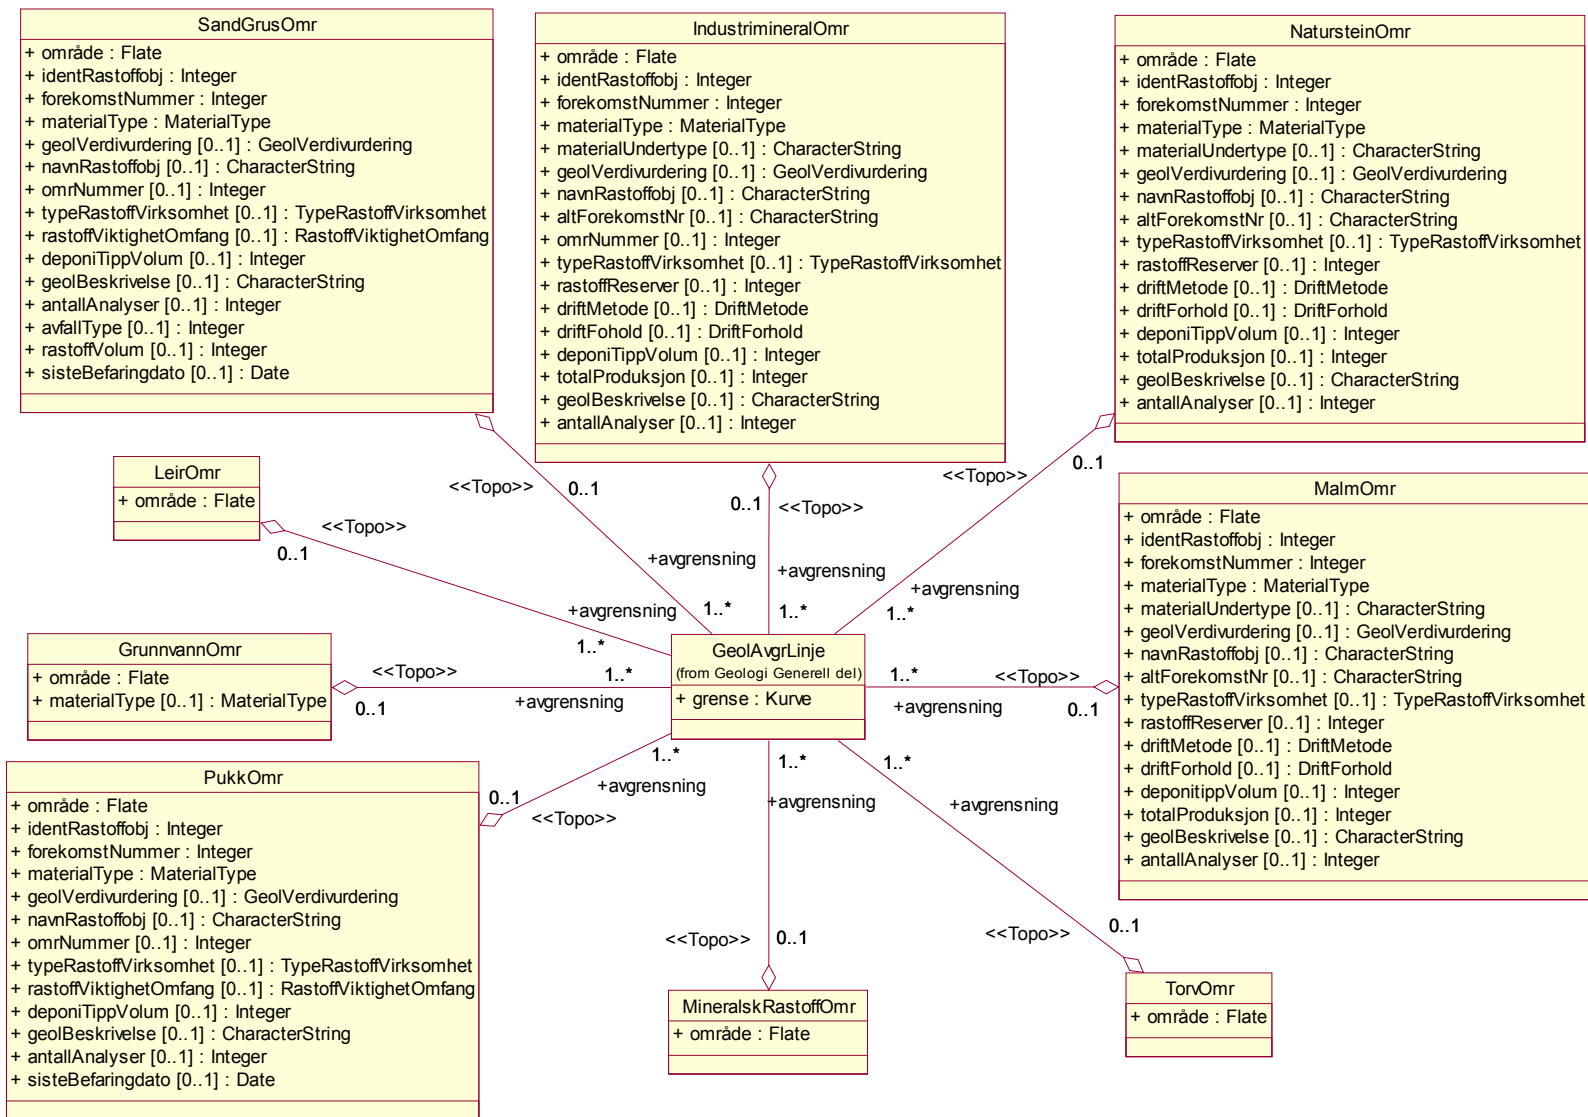 SandGrusOmr
+ område : Flate
+ identRastoffobj : Integer
+ forekomstNummer : Integer
+ materialType : MaterialType
+ geolVerdivurdering [0..1] : GeolVerdivurdering
+ navnRastoffobj [0..1] : CharacterString
+ omrNummer [0..1] : Integer
+ typeRastoffVirksomhet [0..1] : TypeRastoffVirksomhet
+ rastoffViktighetOmfang [0..1] : RastoffViktighetOmfang
+ deponiTippVolum [0..1] : Integer
+ geolBeskrivelse [0..1] : CharacterString
+ antallAnalyser [0..1] : Integer
+ avfallType [0..1] : Integer
+ rastoffVolum [0..1] : Integer
+ sisteBefaringdato [0..1] : Date
IndustrimineralOmr
+ område : Flate
+ identRastoffobj : Integer
+ forekomstNummer : Integer
+ materialType : MaterialType
+ materialUndertype [0..1] : CharacterString
+ geolVerdivurdering [0..1] : GeolVerdivurdering
+ navnRastoffobj [0..1] : CharacterString
+ altForekomstNr [0..1] : CharacterString
+ omrNummer [0..1] : Integer
+ typeRastoffVirksomhet [0..1] : TypeRastoffVirksomhet
+ rastoffReserver [0..1] : Integer
+ driftMetode [0..1] : DriftMetode
+ driftFohold [0..1] : DriftForhold
+ deponiTippVolum [0..1] : Integer
+ totalProduksjon [0..1] : Integer
+ geolBeskrivelse [0..1] : CharacterString
+ antallAnalyser [0..1] : Integer
NatursteinOmr
+ område : Flate
+ identRastoffobj : Integer
+ forekomstNummer : Integer
+ materialType : MaterialType
+ materialUndertype [0..1] : CharacterString
+ geolVerdivurdering [0..1] : GeolVerdivurdering
+ navnRastoffobj [0..1] : CharacterString
+ altForekomstNr [0..1] : CharacterString
+ typeRastoffVirksomhet [0..1] : TypeRastoffVirksomhet
+ rastoffReserver [0..1] : Integer
+ driftMetode [0..1] : DriftMetode
+ driftForhold [0..1] : DriftForhold
+ deponiTippVolum [0..1] : Integer
+ totalProduksjon [0..1] : Integer
+ geolBeskrivelse [0..1] : CharacterString
+ antallAnalyser [0..1] : Integer
LeirOmr
+ område : Flate
<<Topo>>
0..1
+avgrensning
1..*
<<Topo>>
0..1
+avgrensning
1..*
0..1
<<Topo>>
+avgrensning
1..*
<<Topo>>
0..1
+avgrensning
1..*
MalmOmr
+ område : Flate
+ identRastoffobj : Integer
+ forekomstNummer : Integer
+ materialType : MaterialType
+ materialUndertype [0..1] : CharacterString
+ geolVerdivurdering [0..1] : GeolVerdivurdering
+ navnRastoffobj [0..1] : CharacterString
+ altForekomstNr [0..1] : CharacterString
+ typeRastoffVirksomhet [0..1] : TypeRastoffVirksomhet
+ rastoffReserver [0..1] : Integer
+ driftMetode [0..1] : DriftMetode
+ driftForhold [0..1] : DriftForhold
+ deponitippVolum [0..1] : Integer
+ totalProduksjon [0..1] : Integer
+ geolBeskrivelse [0..1] : CharacterString
+ antallAnalyser [0..1] : Integer
GrunnvannOmr
+ område : Flate
+ materialType [0..1] : MaterialType
<<Topo>>
0..1
1..*
+avgrensning
GeolAvgrLinje
(from Geologi Generell del)
+ grense : Kurve
1..*
<<Topo>>
+avgrensning
0..1
PukkOmr
+ område : Flate
+ identRastoffobj : Integer
+ forekomstNummer : Integer
+ materialType : MaterialType
+ geolVerdivurdering [0..1] : GeolVerdivurdering
+ navnRastoffobj [0..1] : CharacterString
+ omrNummer [0..1] : Integer
+ typeRastoffVirksomhet [0..1] : TypeRastoffVirksomhet
+ rastoffViktighetOmfang [0..1] : RastoffViktighetOmfang
+ deponiTippVolum [0..1] : Integer
+ geolBeskrivelse [0..1] : CharacterString
+ antallAnalyser [0..1] : Integer
+ sisteBefaringdato [0..1] : Date
1..*
+avgrensning
0..1
<<Topo>>
1..*
+avgrensning
<<Topo>>
0..1
1..*
+avgrensning
<<Topo>>
0..1
MineralskRastoffOmr
+ område : Flate
TorvOmr
+ område : Flate